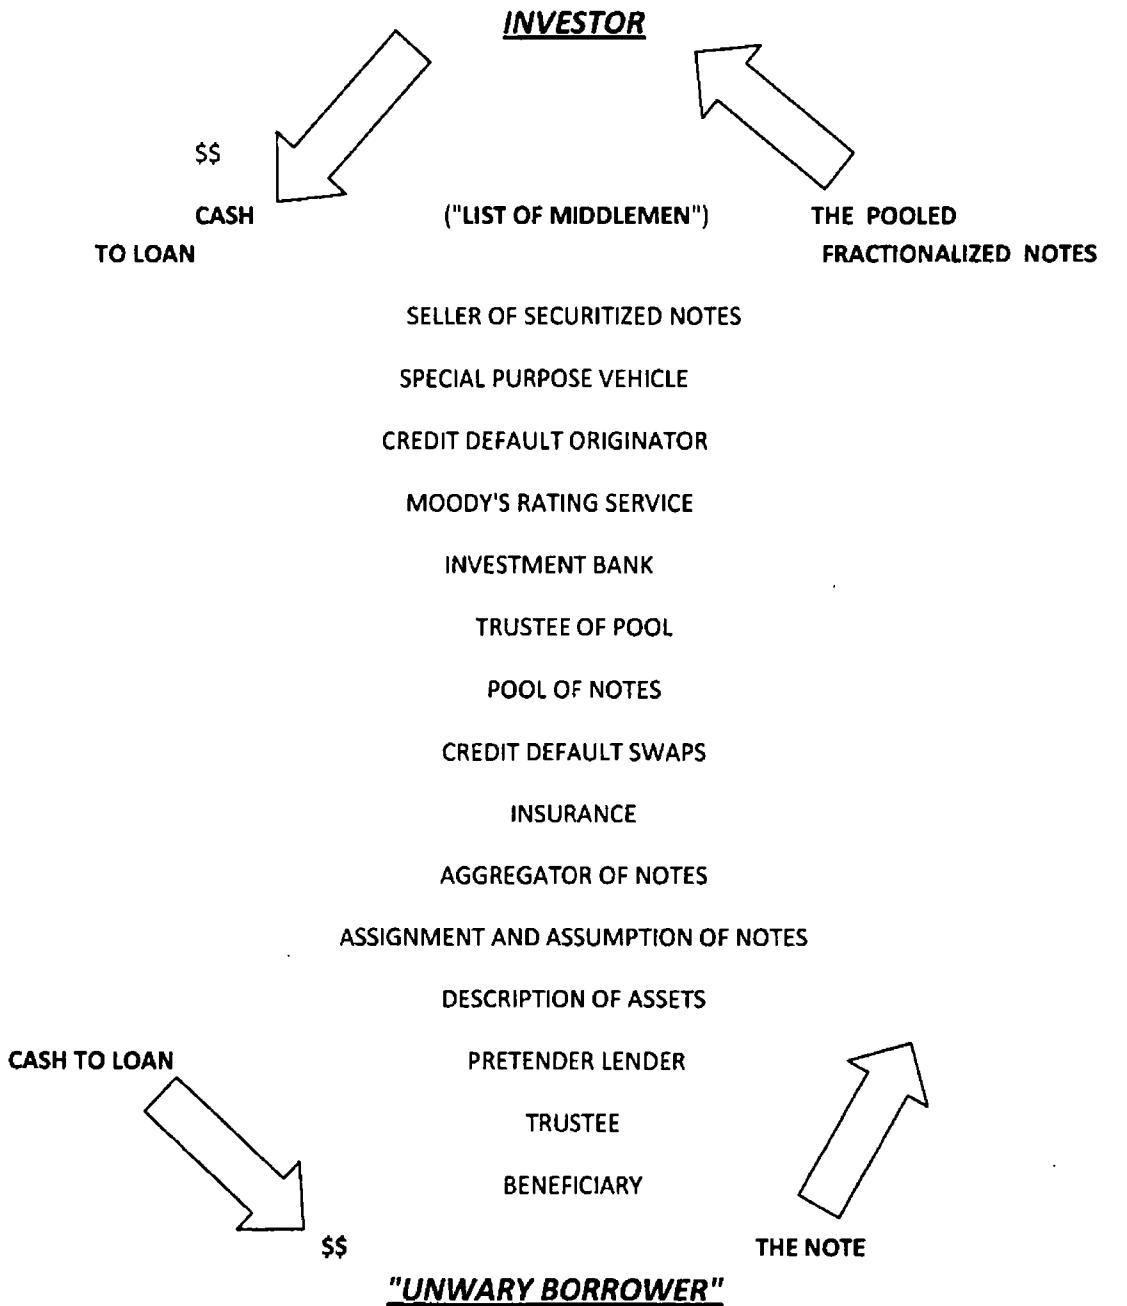 INVESTOR
$$
CASH ("LIST OF MIDDLEMEN") THE POOLED
TO LOAN FRACTIONALIZED NOTES
SELLER OF SECURITIZED NOTES
SPECIAL PURPOSE VEHICLE
CREDIT DEFAULT ORIGINATOR
MOODY'S RATING SERVICE
INVESTMENT BANK
TRUSTEE OF POOL
POOL OF NOTES
CREDIT DEFAULT SWAPS
INSURANCE
AGGREGATOR OF NOTES
ASSIGNMENT AND ASSUMPTION OF NOTES
DESCRIPTION OF ASSETS
CASH TO LOAN PRETENDER LENDER
TRUSTEE
BENEFICIARY
$$ THE NOTE
"UNWARY BORROWER"